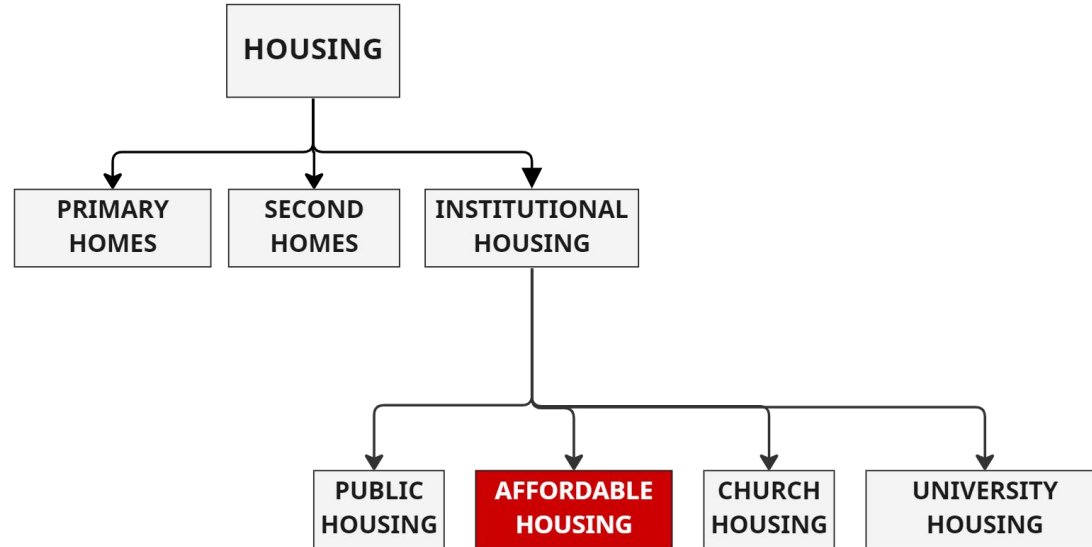 HOUSING
PRIMARY
HOMES
SECOND
HOMES
INSTITUTIONAL
HOUSING
PUBLIC
HOUSING
AFFORDABLE
HOUSING
CHURCH
HOUSING
UNIVERSITY
HOUSING